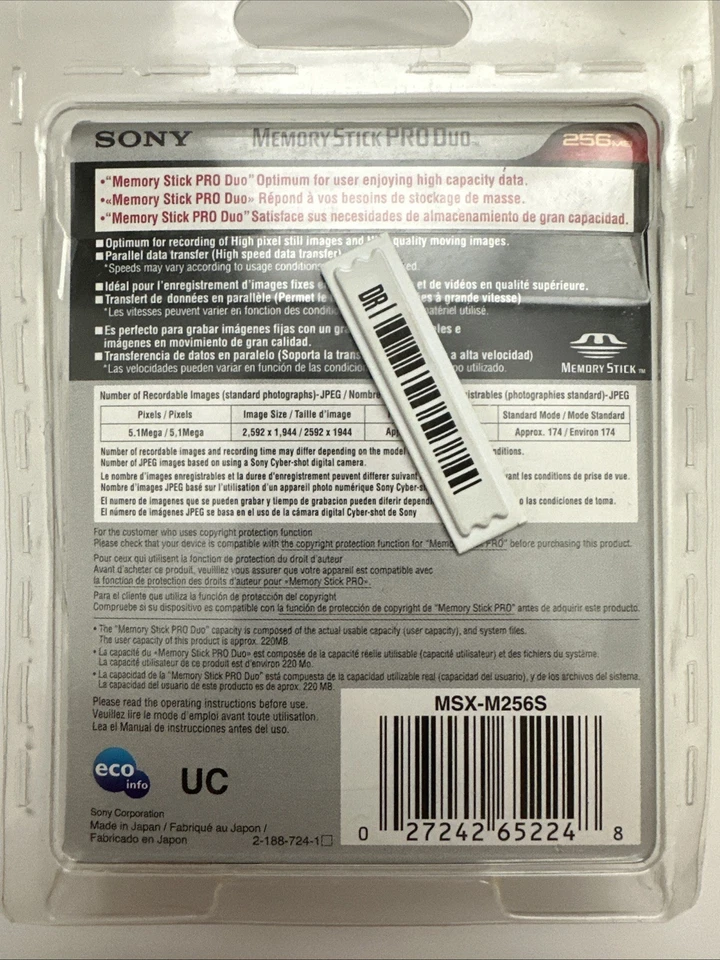 SONY MEMORY STICK PRO DUO™ 256MB
•"Memory Stick PRO Duo" Optimum for user enjoying high capacity data.
•«Memory Stick PRO Duo» Répond à vos besoins de stockage de masse.
•"Memory Stick PRO Duo" Satisface sus necesidades de almacenamiento de gran capacidad.
■ Optimum for recording of High pixel still images and High quality moving images.
■ Parallel data transfer (High speed data transfer)
*Speeds may vary according to usage conditions ked.
■ Idéal pour l'enregistrement d'images fixes et de vidéos en qualité supérieure.
■ Transfert de données en parallèle (Permet le es à grande vitesse)
*Les vitesses peuvent varier en fonction des condi matériel utilisé.
■ Es perfecto para grabar imágenes fijas con un gra les e
imágenes en movimiento de gran calidad.
■ Transferencia de datos en paralelo (Soporta la trans a alta velocidad)
*Las velocidades pueden variar en función de las condicio po utilizado.
MEMORY STICK™
DR
Number of Recordable Images (standard photographs)-JPEG / Nombre istrables (photographies standard)-JPEG
Pixels / Pixels Image Size / Taille d'image Standard Mode / Mode Standard
5.1Mega / 5,1Mega 2,592 x 1,944 / 2592 x 1944 Ap Approx. 174 / Environ 174
Number of recordable images and recording time may differ depending on the model nditions.
Number of JPEG images based on using a Sony Cyber-shot digital camera.
Le nombre d'images enregistrables et la duree d'enregistrement peuvent différer suivant vant les conditions de prise de vue.
Nombre d'images JPEG basé sur l'utilisation d'un appareil photo numérique Sony Cyber-s
El numero de imagenes que se pueden grabar y tiempo de grabacion pueden diferir depend o las condiciones de toma.
El número de imágenes JPEG se basa en el uso de la cámara digital Cyber-shot de Sony
For the customer who uses copyright protection function
Please check that your device is compatible with the copyright protection function for "Memo PRO" before purchasing this product.
Pour ceux qui utilisent la fonction de protection du droit d'auteur
Avant d'acheter ce produit, veuilllez vous assurer que votre appareil est compatible avec
la fonction de protection des droits d'auteur pour «Memory Stick PRO».
Para el cliente que utiliza la función de protección del copyright
Compruebe si su dispositivo es compatible con la función de protección de copyright de "Memory Stick PRO" antes de adquirir este producto.
• The "Memory Stick PRO Duo" capacity is composed of the actual usable capacity (user capacity), and system files.
The user capacity of this product is approx. 220MB.
• La capacité du «Memory Stick PRO Duo» est composée de la capacité réelle utilisable (capacité utilisateur) et des fichiers du système.
La capacité utilisateur de ce produit est d'environ 220 Mo.
• La capacidad de la "Memory Stick PRO Duo" está compuesta de la capacidad utilizable real (capacidad del usuario), y de los archivos del sistema.
La capacidad del usuario de este productos es de aprox. 220 MB.
Please read the operating instructions before use.
Veuillez lire le mode d'emploi avant toute utilisation.
Lea el Manual de instrucciones antes del uso.
MSX-M256S
eco info
UC
Sony Corporation
Made in Japan / Fabriqué au Japon /
Fabricado en Japón
2-188-724-1□
0 27242 65224 8